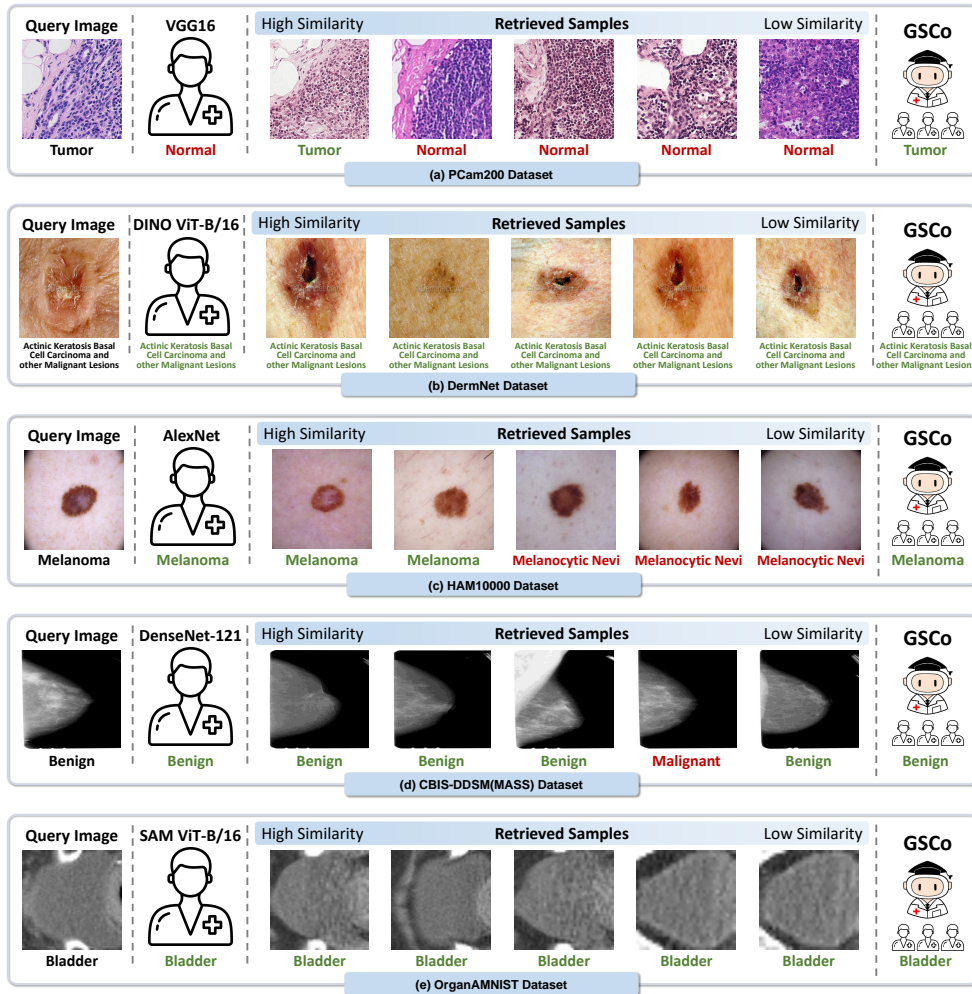 Query Image VGG16 High Similarity Retrieved Samples Low Similarity GSCo
Tumor Normal Tumor Normal Normal Normal Normal Tumor
(a) PCam200 Dataset
Query Image DINO ViT-B/16 High Similarity Retrieved Samples Low Similarity GSCo
Actinic Keratosis Basal Actinic Keratosis Basal Actinic Keratosis Basal Actinic Keratosis Basal Actinic Keratosis Basal Actinic Keratosis Basal Actinic Keratosis Basal Actinic Keratosis Basal
Cell Carcinoma and Cell Carcinoma and Cell Carcinoma and Cell Carcinoma and Cell Carcinoma and Cell Carcinoma and Cell Carcinoma and Cell Carcinoma and
other Malignant Lesions other Malignant Lesions other Malignant Lesions other Malignant Lesions other Malignant Lesions other Malignant Lesions other Malignant Lesions other Malignant Lesions
(b) DermNet Dataset
Query Image AlexNet High Similarity Retrieved Samples Low Similarity GSCo
Melanoma Melanoma Melanoma Melanoma Melanocytic Nevi Melanocytic Nevi Melanocytic Nevi Melanoma
(c) HAM10000 Dataset
Query Image DenseNet-121 High Similarity Retrieved Samples Low Similarity GSCo
Benign Benign Benign Benign Benign Malignant Benign Benign
(d) CBIS-DDSM(MASS) Dataset
Query Image SAM ViT-B/16 High Similarity Retrieved Samples Low Similarity GSCo
Bladder Bladder Bladder Bladder Bladder Bladder Bladder Bladder
(e) OrganAMNIST Dataset